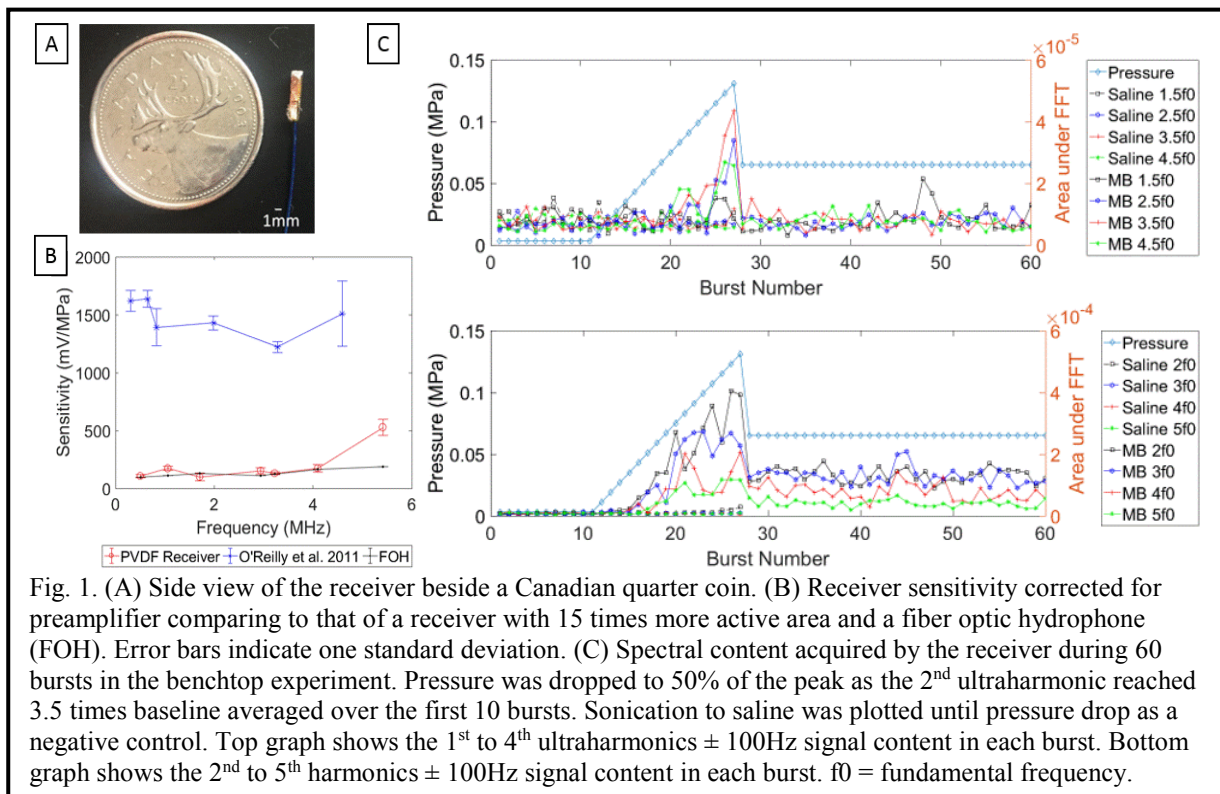 A
1mm
B
2000
1500
1000
500
0
Sensitivity (mV/MPa)
0 2 4 6
Frequency (MHz)
PVDF Receiver O'Reilly et al. 2011 FOH
C
×10⁻⁵
0.15
0.1
0.05
0
Pressure (MPa)
6
4
2
0
Area under FFT
0 10 20 30 40 50 60
Burst Number
Pressure
Saline 1.5f0
Saline 2.5f0
Saline 3.5f0
Saline 4.5f0
MB 1.5f0
MB 2.5f0
MB 3.5f0
MB 4.5f0
×10⁻⁴
0.15
0.1
0.05
0
Pressure (MPa)
6
4
2
0
Area under FFT
0 10 20 30 40 50 60
Burst Number
Pressure
Saline 2f0
Saline 3f0
Saline 4f0
Saline 5f0
MB 2f0
MB 3f0
MB 4f0
MB 5f0
Fig. 1. (A) Side view of the receiver beside a Canadian quarter coin. (B) Receiver sensitivity corrected for
preamplifier comparing to that of a receiver with 15 times more active area and a fiber optic hydrophone
(FOH). Error bars indicate one standard deviation. (C) Spectral content acquired by the receiver during 60
bursts in the benchtop experiment. Pressure was dropped to 50% of the peak as the 2nd ultraharmonic reached
3.5 times baseline averaged over the first 10 bursts. Sonication to saline was plotted until pressure drop as a
negative control. Top graph shows the 1st to 4th ultraharmonics ± 100Hz signal content in each burst. Bottom
graph shows the 2nd to 5th harmonics ± 100Hz signal content in each burst. f0 = fundamental frequency.